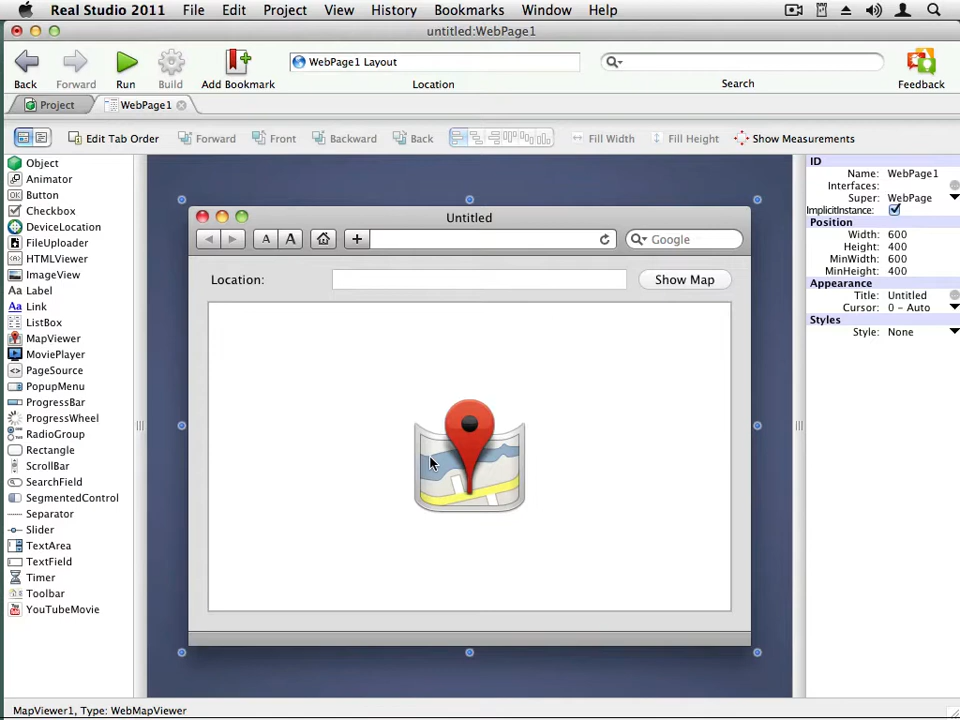 Real Studio 2011 File Edit Project View History Bookmarks Window Help
untitled:WebPage1
WebPage1 Layout
Back Forward Run Build Add Bookmark Location Search Feedback
Project WebPage1
Edit Tab Order Forward Front Backward Back Fill Width Fill Height Show Measurements
Object
Animator
OK Button
Checkbox
DeviceLocation
FileUploader
HTMLViewer
ImageView
Aa Label
Aa Link
ListBox
MapViewer
MoviePlayer
PageSource
PopupMenu
ProgressBar
ProgressWheel
RadioGroup
Rectangle
ScrollBar
SearchField
SegmentedControl
Separator
Slider
TextArea
TextField
Timer
Toolbar
YouTubeMovie
Untitled
A A Google
Location: Show Map
ID
Name: WebPage1
Interfaces:
Super: WebPage
ImplicitInstance:
Position
Width: 600
Height: 400
MinWidth: 600
MinHeight: 400
Appearance
Title: Untitled
Cursor: 0 - Auto
Styles
Style: None
MapViewer1, Type: WebMapViewer